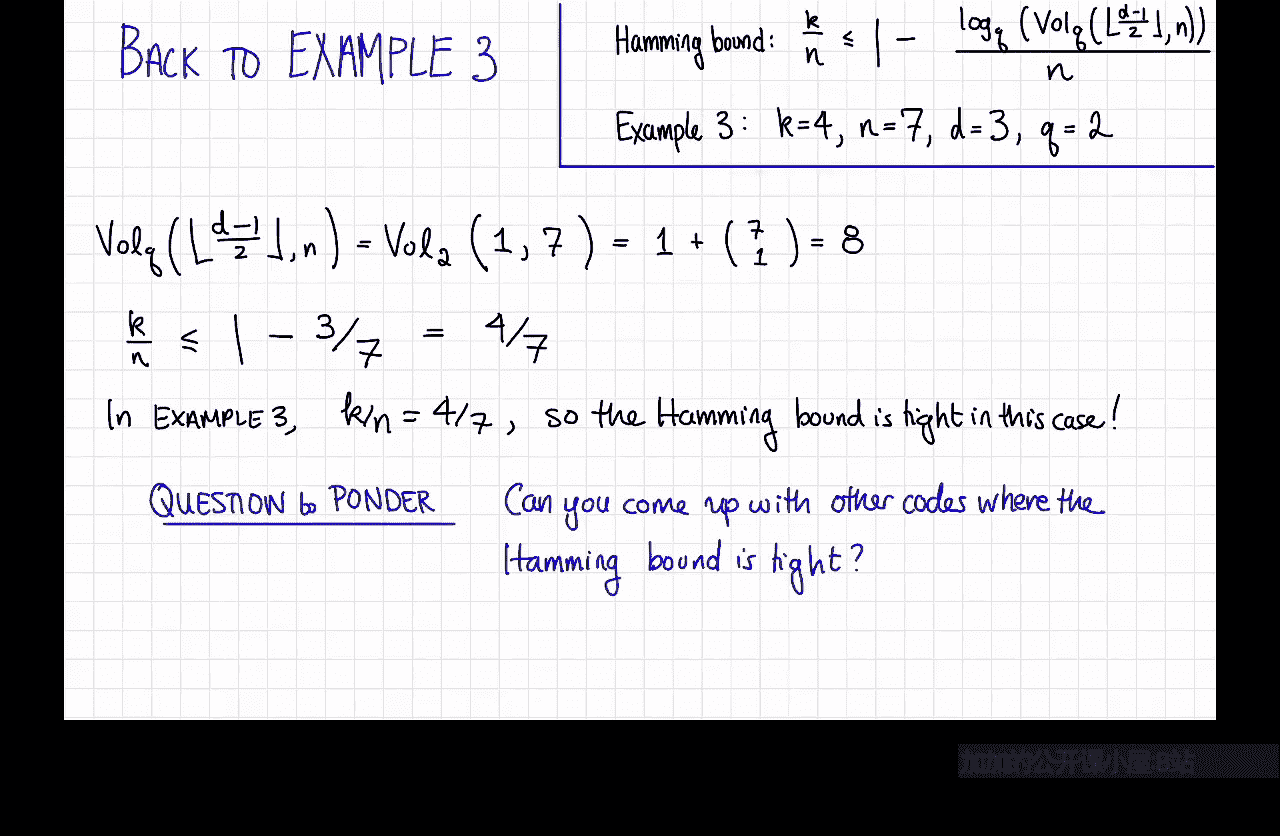 BACK TO EXAMPLE 3
Hamming bound: k/n ≤ 1 - log_q (Vol_q(⌊(d-1)/2⌋, n)) / n
Example 3: k=4, n=7, d=3, q=2
Vol_q(⌊(d-1)/2⌋, n) = Vol_2 (1, 7) = 1 + (7 1) = 8
k/n ≤ 1 - 3/7 = 4/7
In EXAMPLE 3, k/n = 4/7, so the Hamming bound is tight in this case!
QUESTION to PONDER Can you come up with other codes where the
Hamming bound is tight?